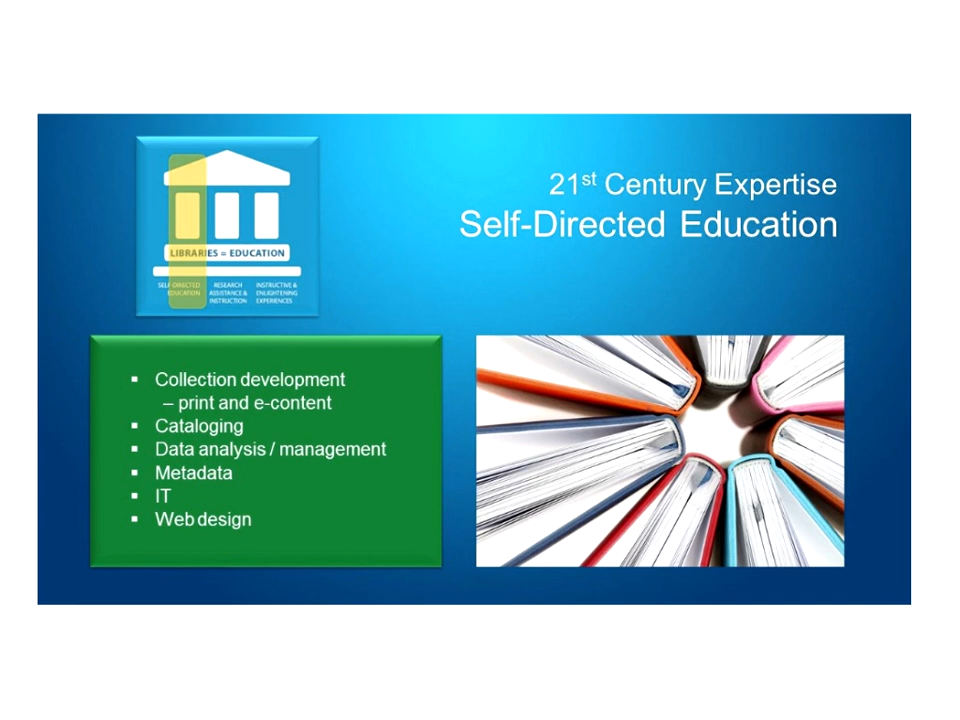 21st Century Expertise
Self-Directed Education
LIBRARIES = EDUCATION
SELF-DIRECTED EDUCATION
RESEARCH ASSISTANCE & INSTRUCTION
INSTRUCTIVE & ENLIGHTENING EXPERIENCES
▪ Collection development
– print and e-content
▪ Cataloging
▪ Data analysis / management
▪ Metadata
▪ IT
▪ Web design